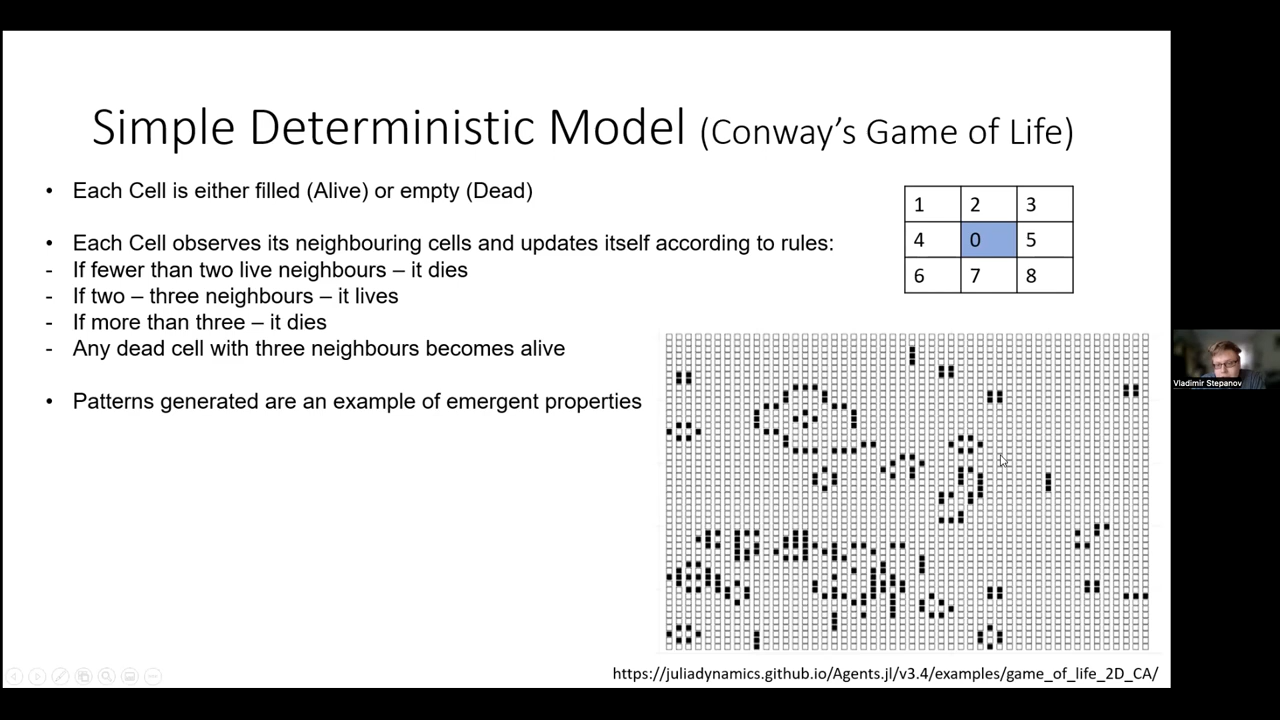 Simple Deterministic Model (Conway's Game of Life)
• Each Cell is either filled (Alive) or empty (Dead)
• Each Cell observes its neighbouring cells and updates itself according to rules:
- If fewer than two live neighbours – it dies
- If two – three neighbours – it lives
- If more than three – it dies
- Any dead cell with three neighbours becomes alive
• Patterns generated are an example of emergent properties
1 2 3
4 0 5
6 7 8
Vladimir Stepanov
https://juliadynamics.github.io/Agents.jl/v3.4/examples/game_of_life_2D_CA/